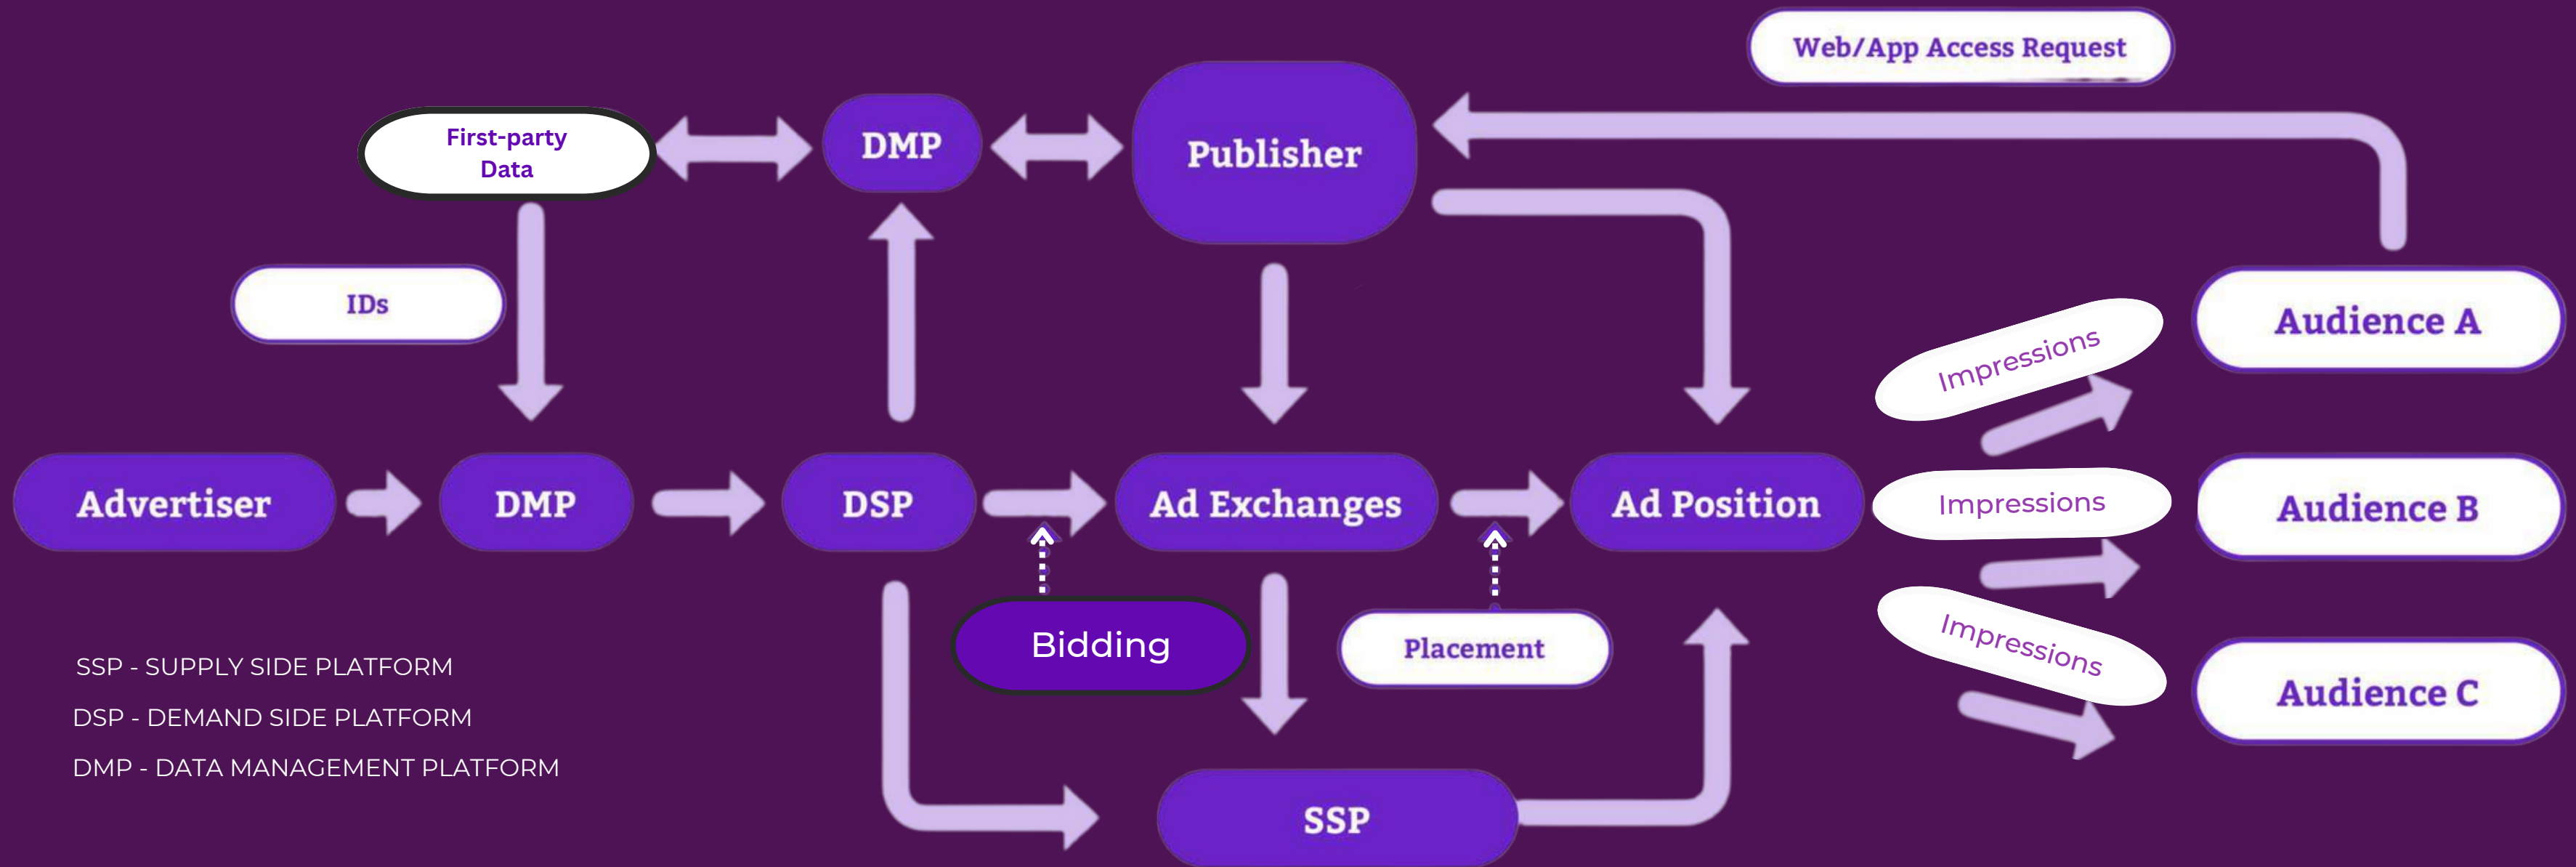 Web/App Access Request
First-party
Data
DMP
Publisher
IDs
Impressions
Audience A
Advertiser
DMP
DSP
Ad Exchanges
Ad Position
Impressions
Audience B
Bidding
Placement
Impressions
Audience C
SSP - SUPPLY SIDE PLATFORM
DSP - DEMAND SIDE PLATFORM
DMP - DATA MANAGEMENT PLATFORM
SSP